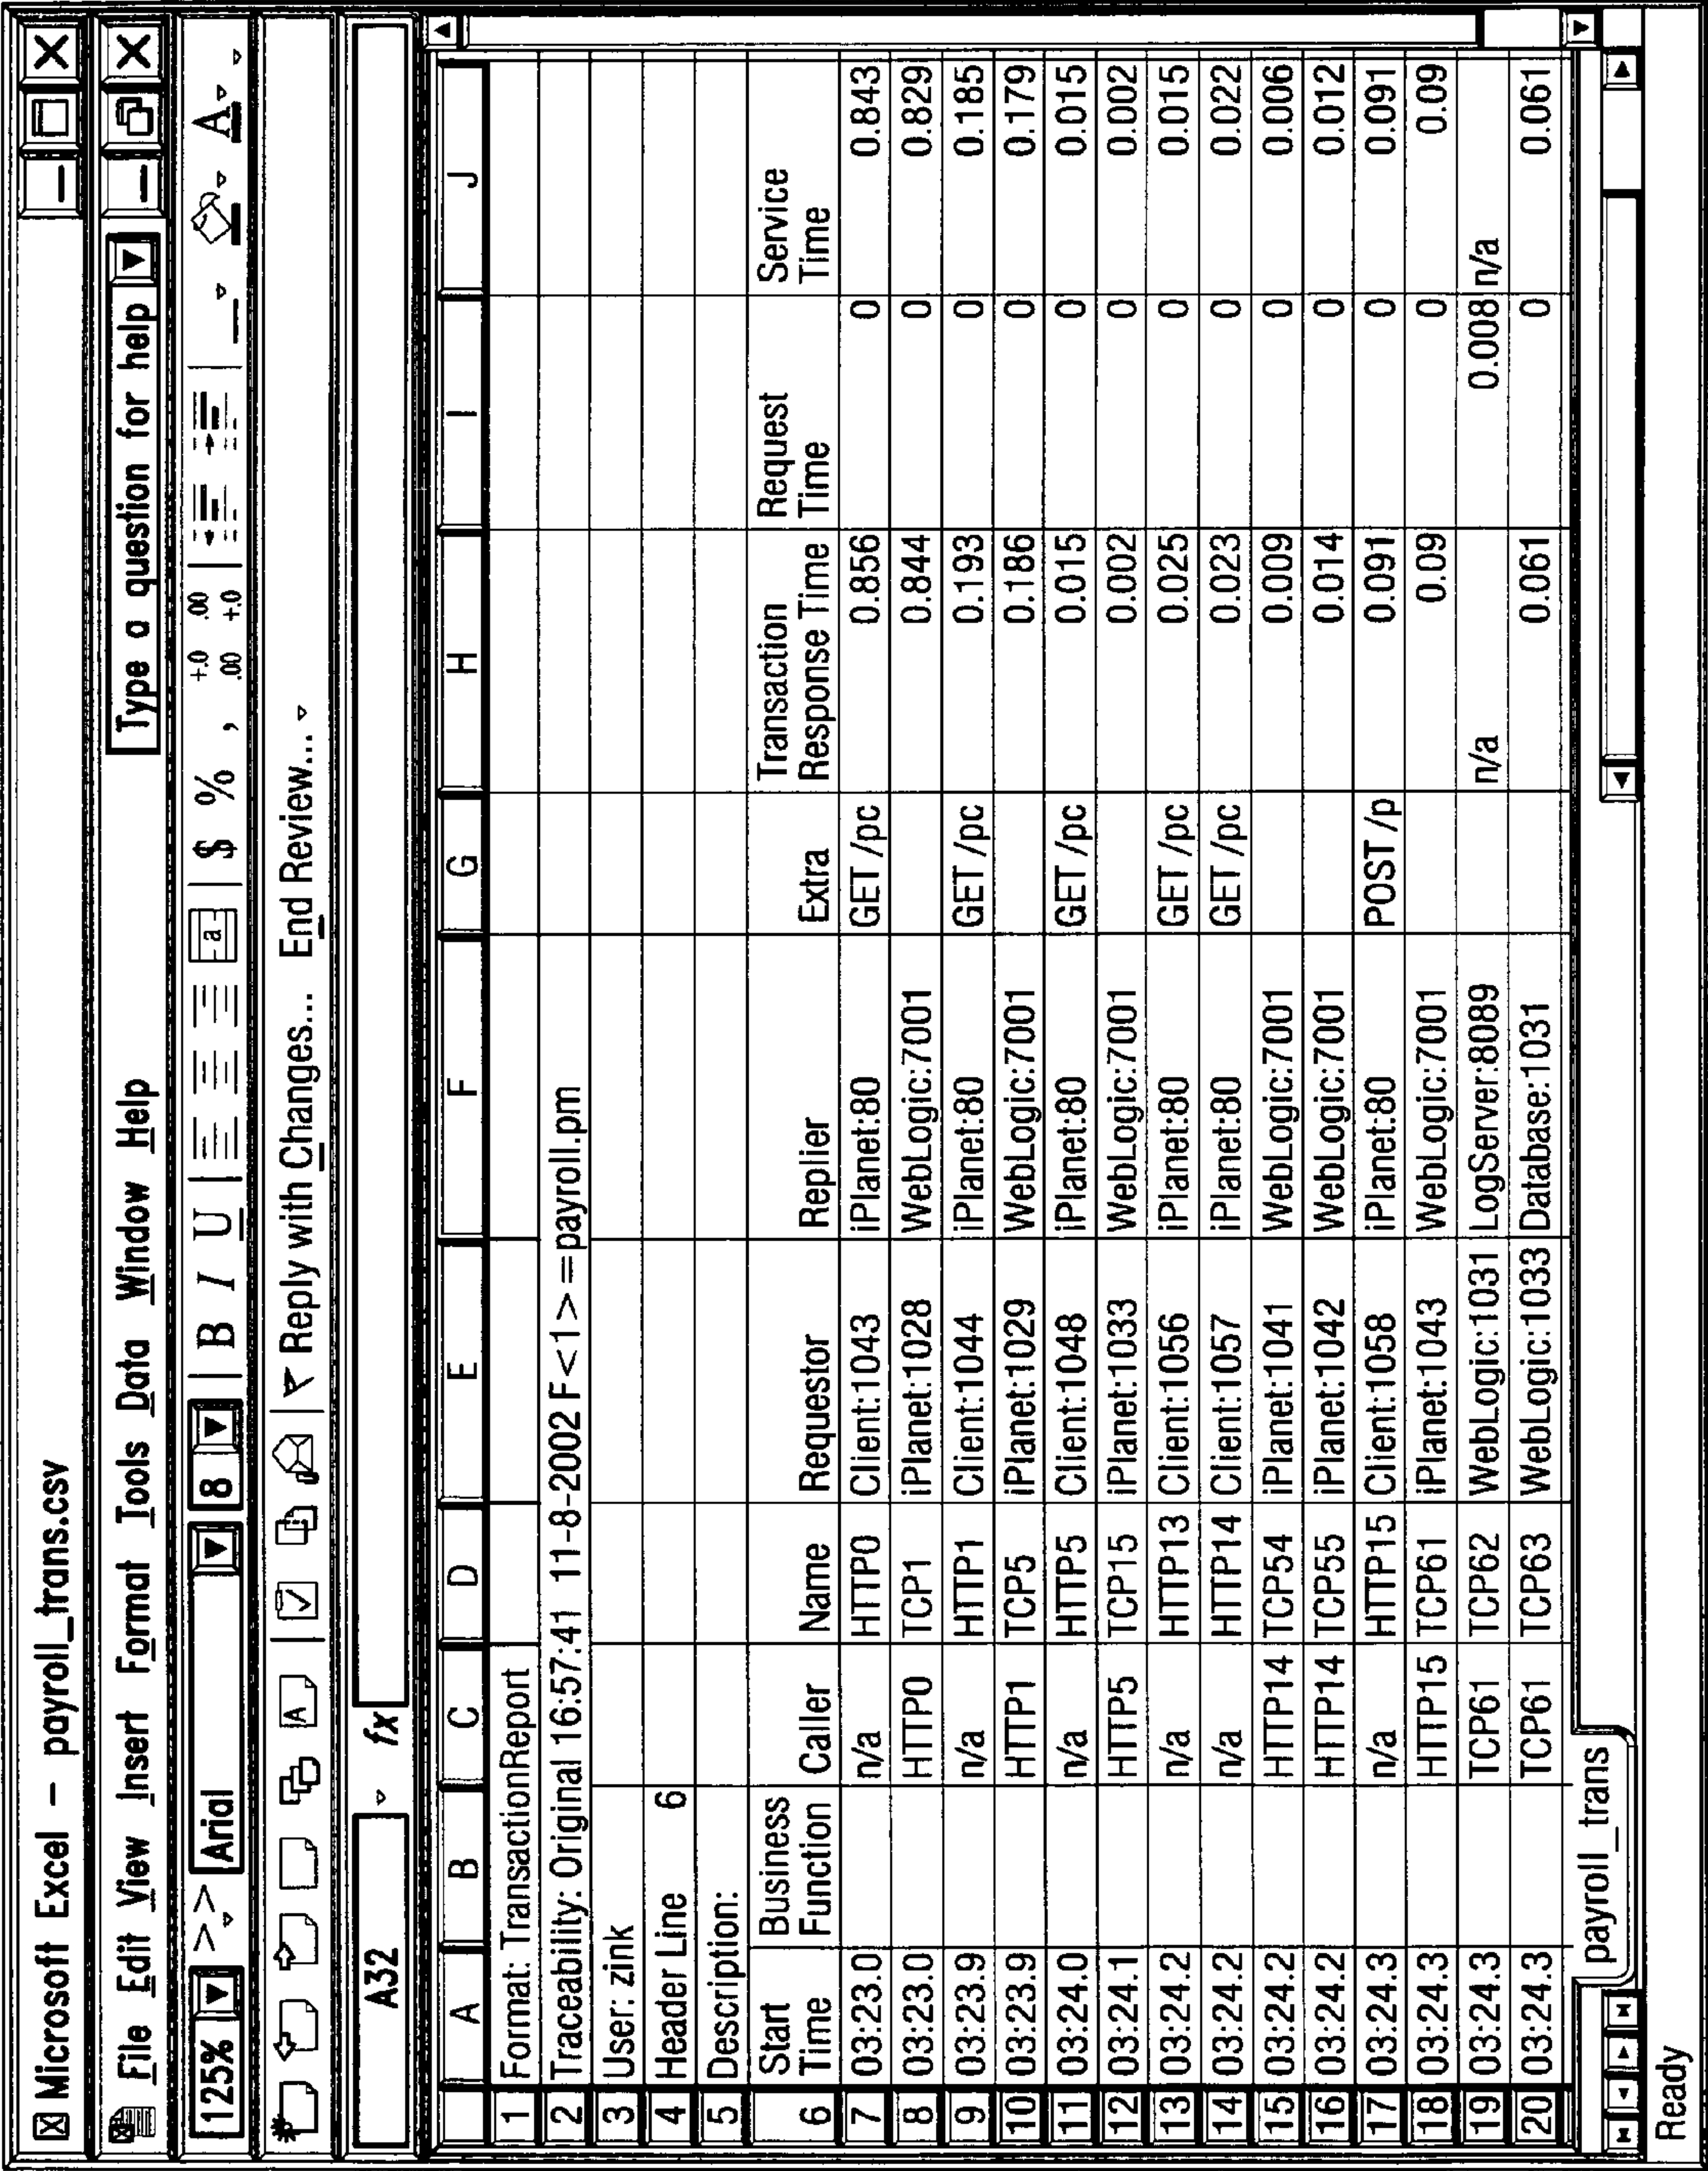 Microsoft Excel – payroll_trans.csv
File Edit View Insert Format Tools Data Window Help Type a question for help
125% >> Arial 8 B I U a $ % , +.0 .00 .00 +.0 A
A Reply with Changes... End Review...
A32 fx
A B C D E F G H I J
1 Format: TransactionReport
2 Traceability: Original 16:57:41 11-8-2002 F<1>=payroll.pm
3 User: zink
4 Header Line 6
5 Description:
6 Start Time Business Function Caller Name Requestor Replier Extra Transaction Response Time Request Time Service Time
7 03:23.0 n/a HTTP0 Client:1043 iPlanet:80 GET /pc 0.856 0 0.843
8 03:23.0 HTTP0 TCP1 iPlanet:1028 WebLogic:7001 0.844 0 0.829
9 03:23.9 n/a HTTP1 Client:1044 iPlanet:80 GET /pc 0.193 0 0.185
10 03:23.9 HTTP1 TCP5 iPlanet:1029 WebLogic:7001 0.186 0 0.179
11 03:24.0 n/a HTTP5 Client:1048 iPlanet:80 GET /pc 0.015 0 0.015
12 03:24.1 HTTP5 TCP15 iPlanet:1033 WebLogic:7001 0.002 0 0.002
13 03:24.2 n/a HTTP13 Client:1056 iPlanet:80 GET /pc 0.025 0 0.015
14 03:24.2 n/a HTTP14 Client:1057 iPlanet:80 GET /pc 0.023 0 0.022
15 03:24.2 HTTP14 TCP54 iPlanet:1041 WebLogic:7001 0.009 0 0.006
16 03:24.2 HTTP14 TCP55 iPlanet:1042 WebLogic:7001 0.014 0 0.012
17 03:24.3 n/a HTTP15 Client:1058 iPlanet:80 POST /p 0.091 0 0.091
18 03:24.3 HTTP15 TCP61 iPlanet:1043 WebLogic:7001 0.09 0 0.09
19 03:24.3 TCP61 TCP62 WebLogic:1031 LogServer:8089 n/a 0.008 n/a
20 03:24.3 TCP61 TCP63 WebLogic:1033 Database:1031 0.061 0 0.061
payroll_trans
Ready